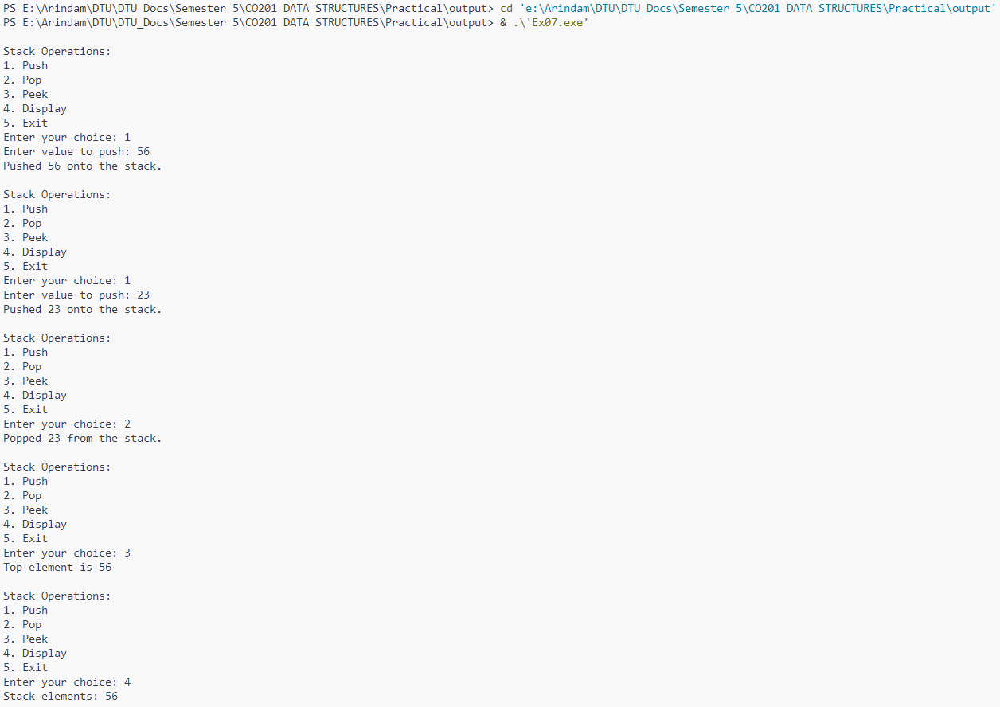 PS E:\Arindam\DTU\DTU_Docs\Semester 5\CO201 DATA STRUCTURES\Practical\output> cd 'e:\Arindam\DTU\DTU_Docs\Semester 5\CO201 DATA STRUCTURES\Practical\output'
PS E:\Arindam\DTU\DTU_Docs\Semester 5\CO201 DATA STRUCTURES\Practical\output> & .\'Ex07.exe'

Stack Operations:
1. Push
2. Pop
3. Peek
4. Display
5. Exit
Enter your choice: 1
Enter value to push: 56
Pushed 56 onto the stack.

Stack Operations:
1. Push
2. Pop
3. Peek
4. Display
5. Exit
Enter your choice: 1
Enter value to push: 23
Pushed 23 onto the stack.

Stack Operations:
1. Push
2. Pop
3. Peek
4. Display
5. Exit
Enter your choice: 2
Popped 23 from the stack.

Stack Operations:
1. Push
2. Pop
3. Peek
4. Display
5. Exit
Enter your choice: 3
Top element is 56

Stack Operations:
1. Push
2. Pop
3. Peek
4. Display
5. Exit
Enter your choice: 4
Stack elements: 56